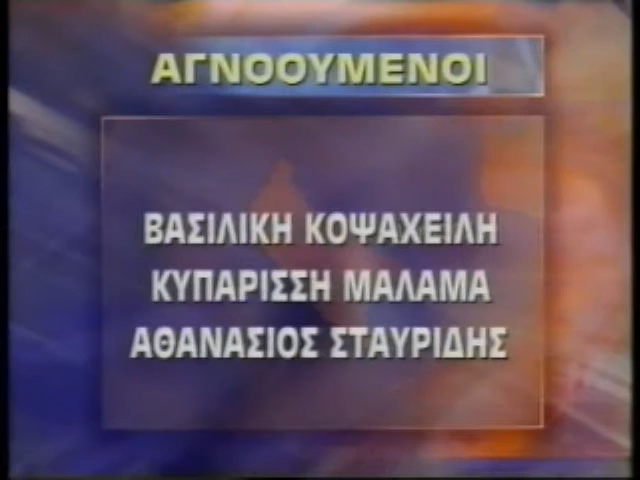 ΑΓΝΟΟΥΜΕΝΟΙ
ΒΑΣΙΛΙΚΗ ΚΟΨΑΧΕΙΛΗ
ΚΥΠΑΡΙΣΣΗ ΜΑΛΑΜΑ
ΑΘΑΝΑΣΙΟΣ ΣΤΑΥΡΙΔΗΣ